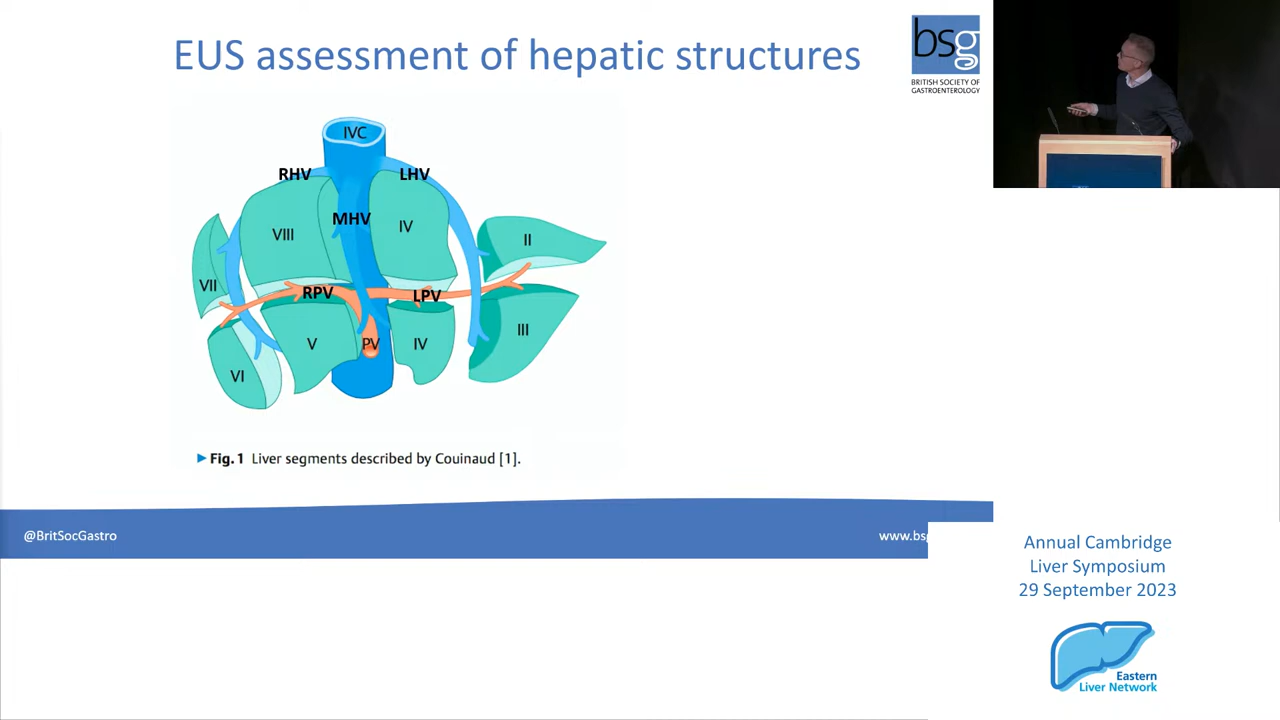 EUS assessment of hepatic structures
bsg
BRITISH SOCIETY OF
GASTROENTEROLOGY
IVC
RHV
LHV
MHV
IV
VIII
II
VII
RPV
LPV
III
V
PV
IV
VI
Fig. 1 Liver segments described by Couinaud [1].
@BritSocGastro
www.bs
Annual Cambridge
Liver Symposium
29 September 2023
Eastern
Liver Network